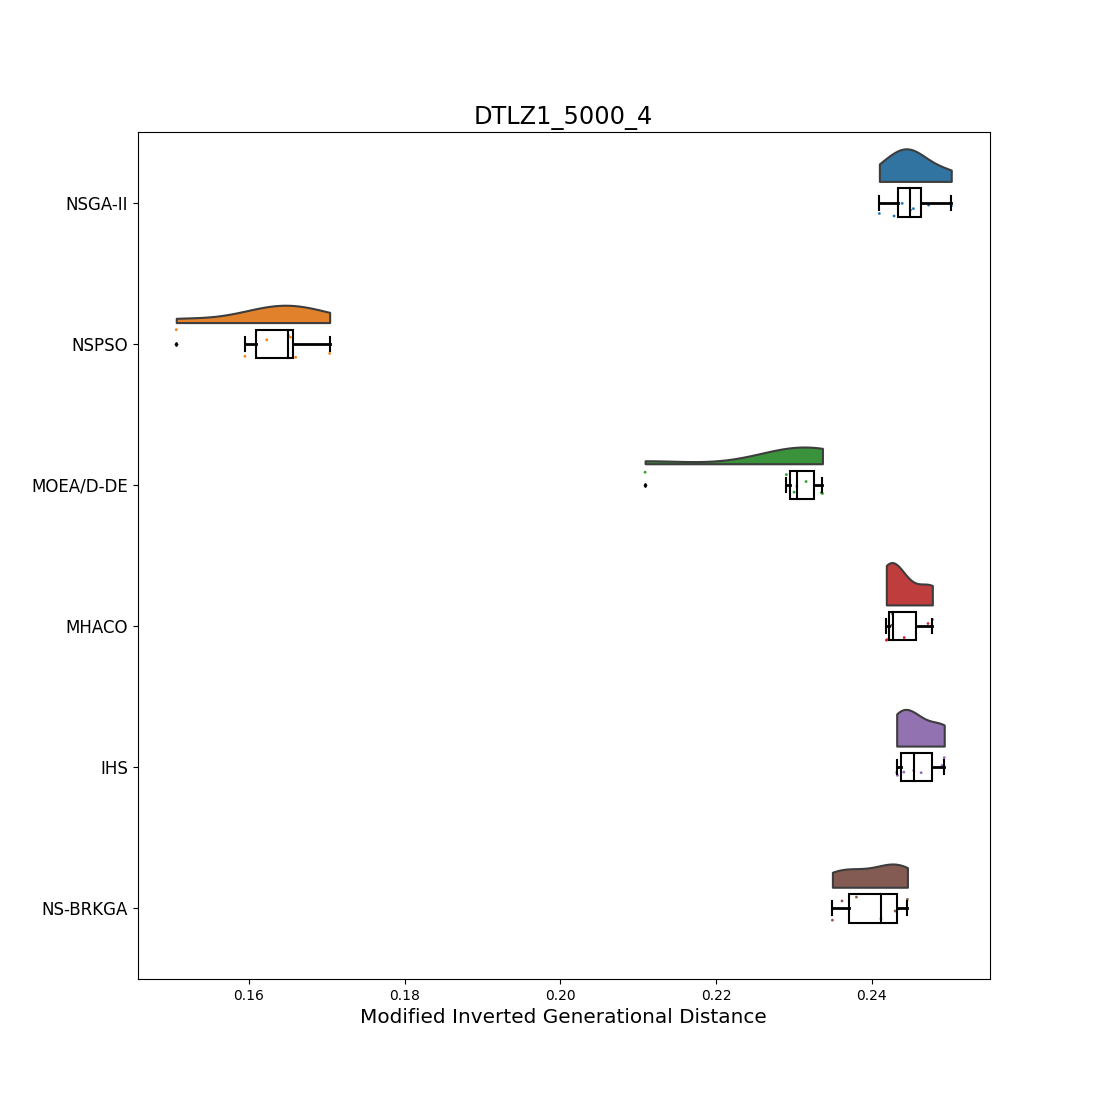 DTLZ1_5000_4
NSGA-II
NSPSO
MOEA/D-DE
MHACO
IHS
NS-BRKGA
0.16 0.18 0.20 0.22 0.24
Modified Inverted Generational Distance